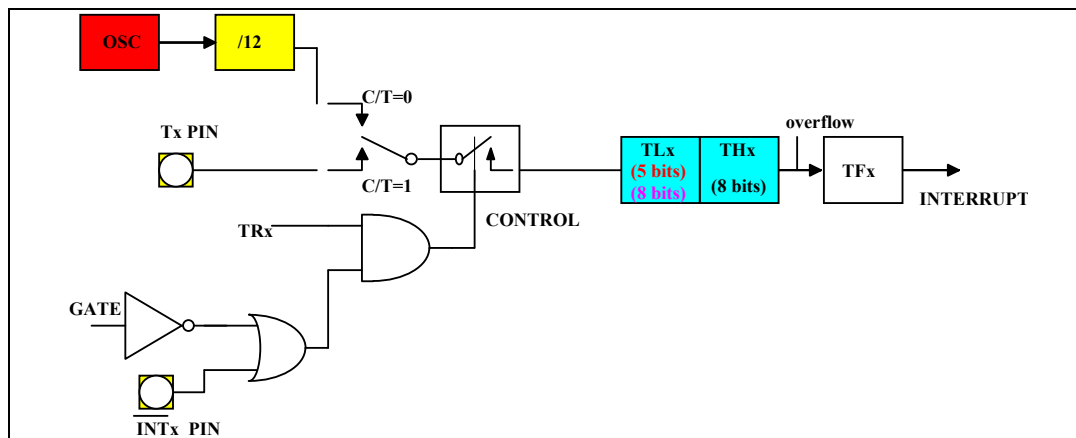 OSC
/12
C/T=0
Tx PIN
C/T=1
TRx
CONTROL
TLx
(5 bits)
(8 bits)
THx
(8 bits)
overflow
TFx
INTERRUPT
GATE
INTx PIN